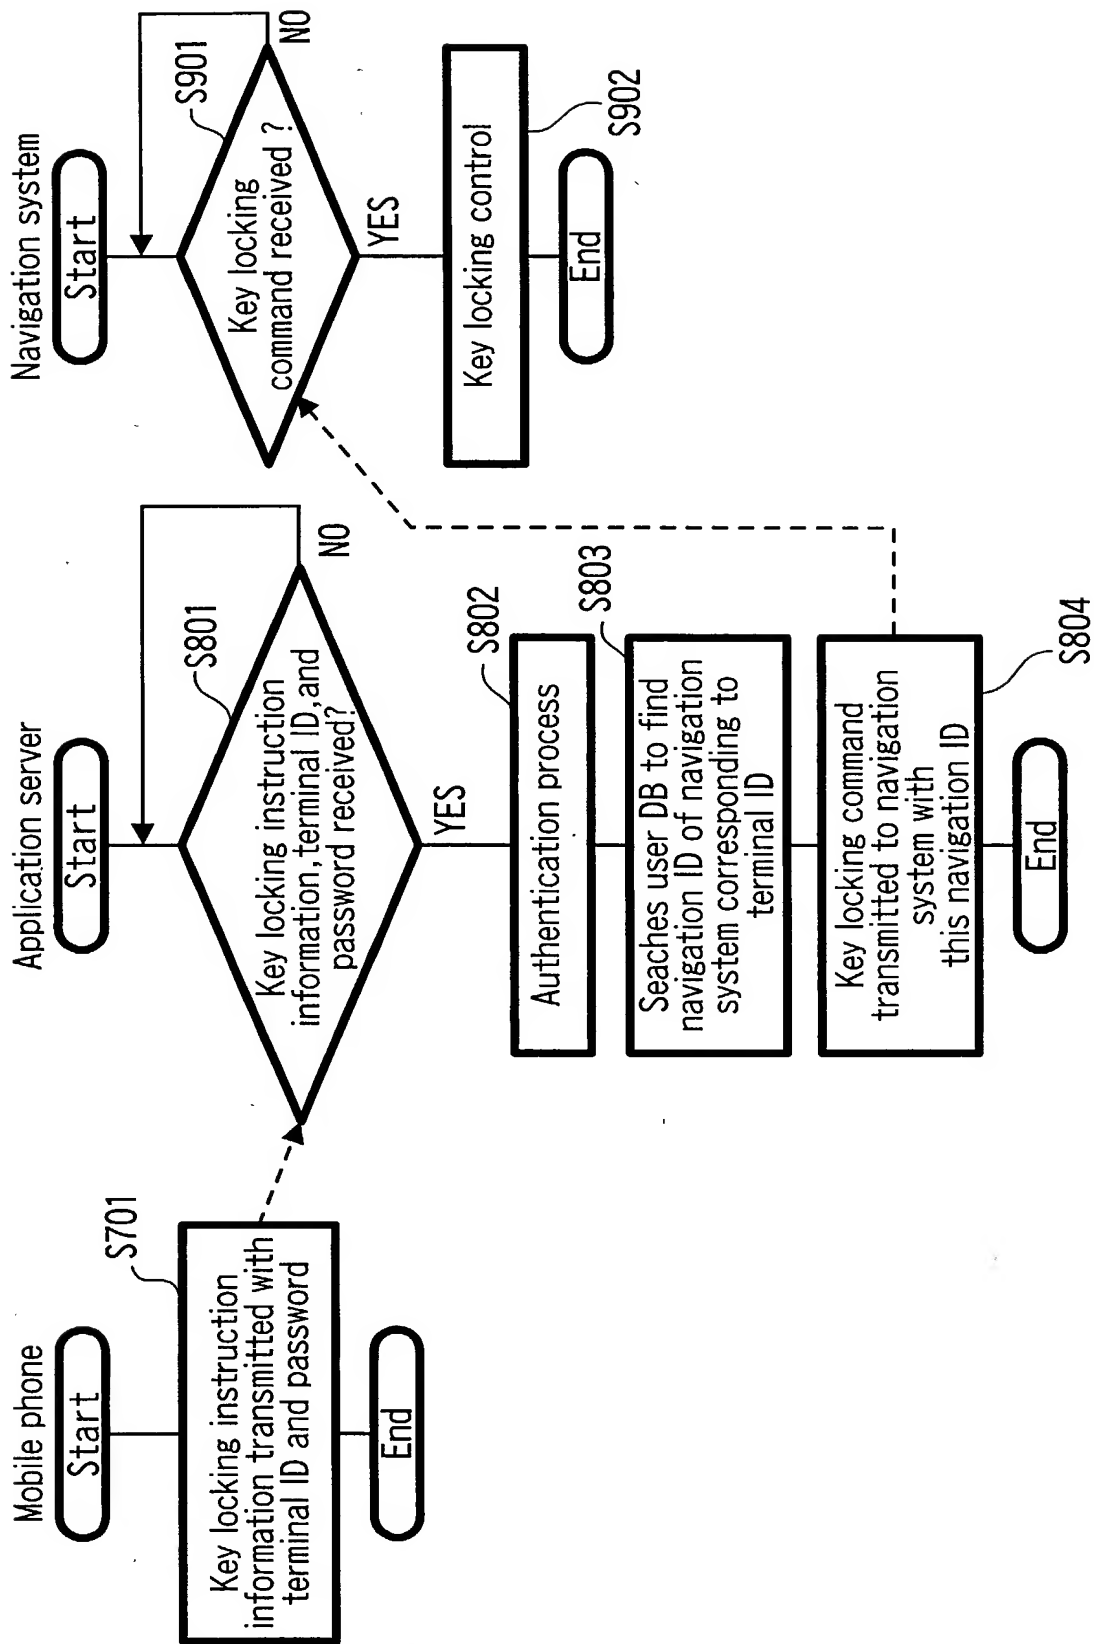 Mobile phone
Start
S701
Key locking instruction
information transmitted with
terminal ID and password
End
Application server
Start
S801
Key locking instruction
information,terminal ID,and
password received?
NO
YES
S802
Authentication process
S803
Seaches user DB to find
navigation ID of navigation
system corresponding to
terminal ID
Key locking command
transmitted to navigation
system with
this navigation ID
S804
End
Navigation system
Start
S901
Key locking
command received ?
NO
YES
Key locking control
S902
End